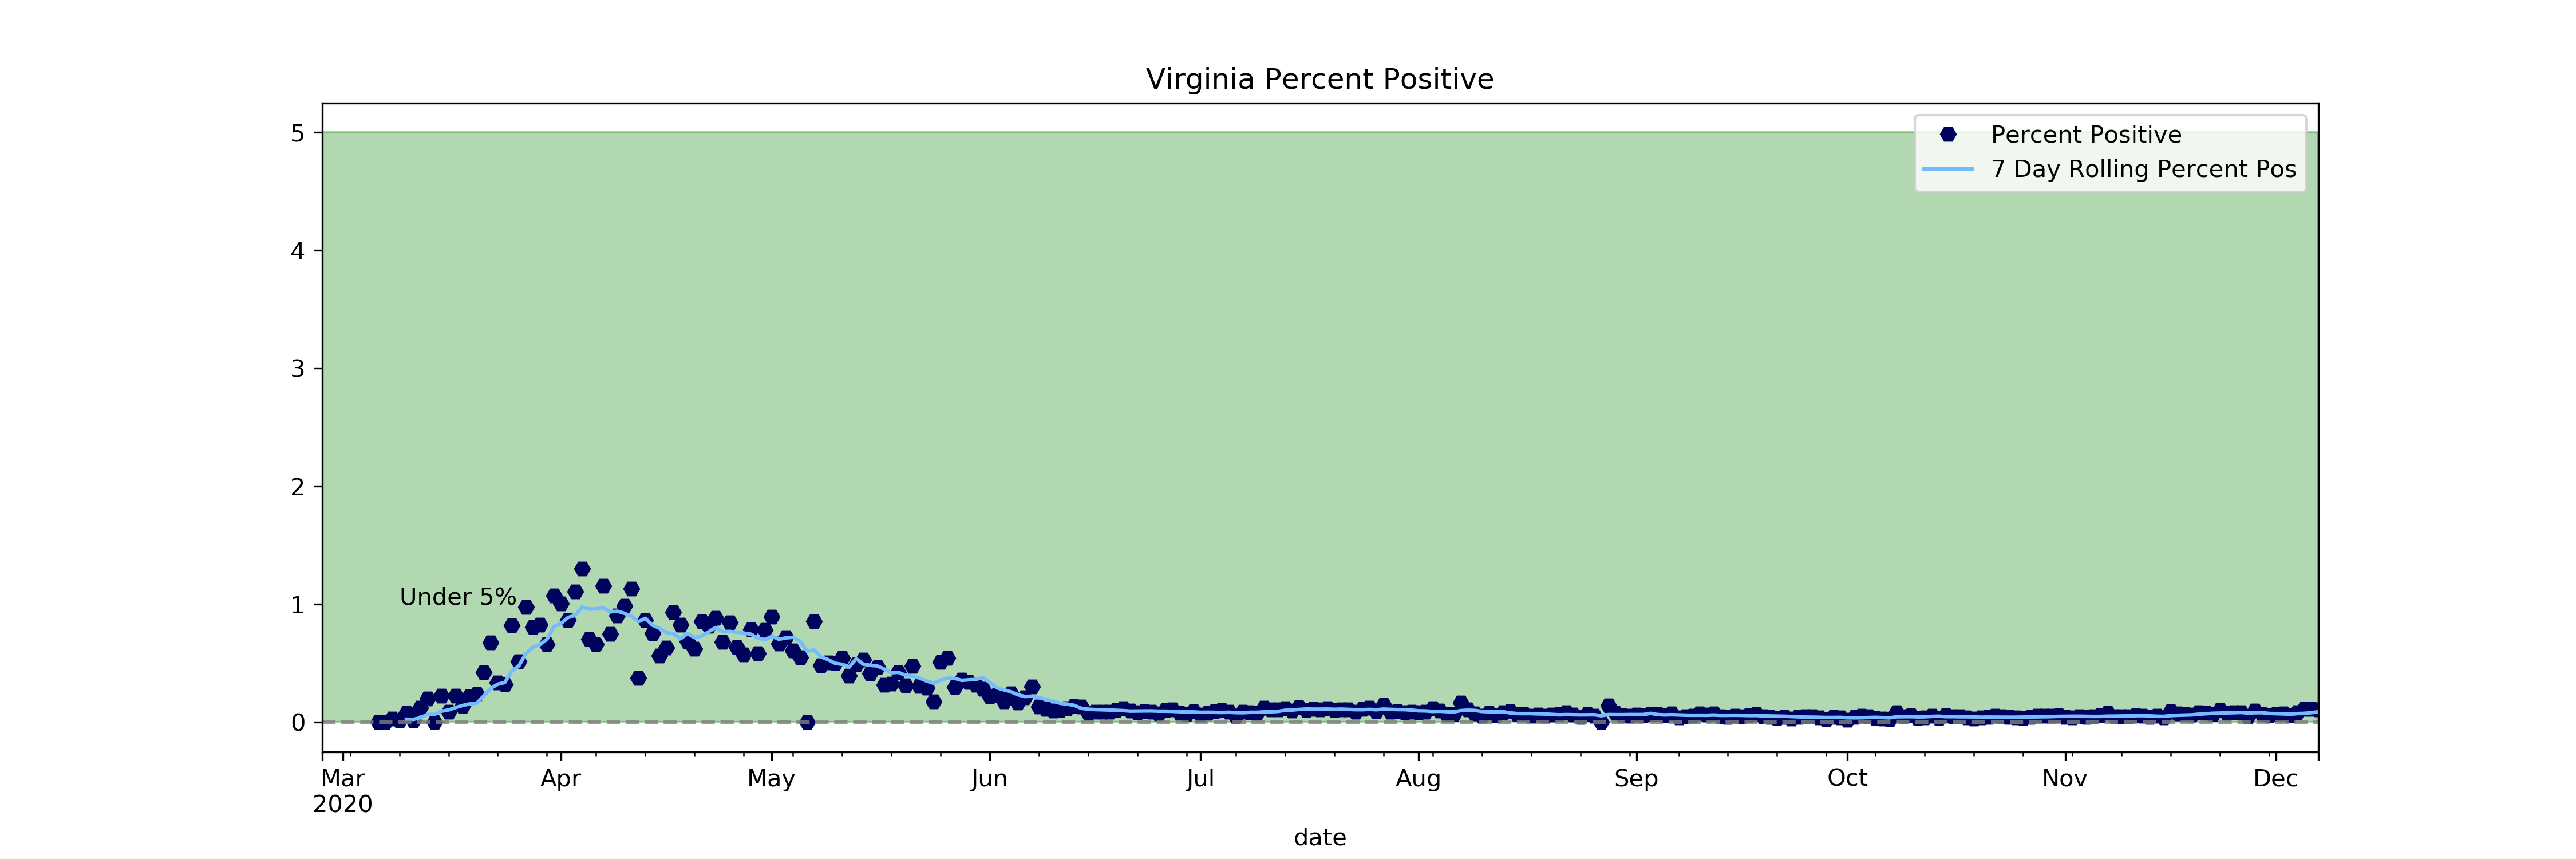 Virginia Percent Positive
Percent Positive
7 Day Rolling Percent Pos
5
4
3
2
1
0
Under 5%
Mar
2020
Apr
May
Jun
Jul
Aug
Sep
Oct
Nov
Dec
date